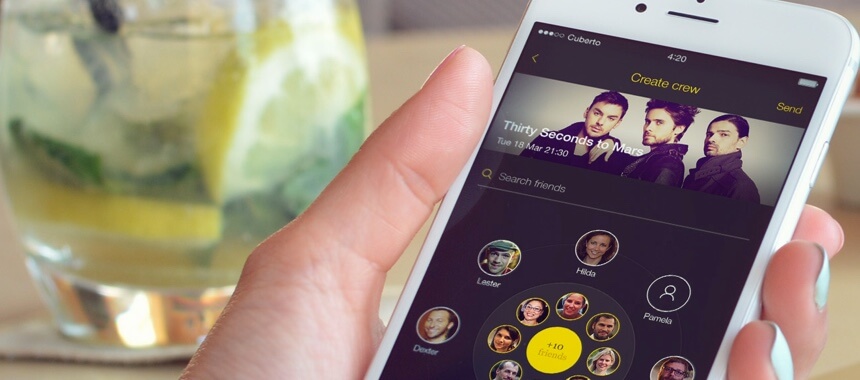 Cuberto
4:20
Create crew
Send
Thirty Seconds to Mars
Tue 18 Mar 21:30
Search friends
Hilda
Lester
Pamela
Dexter
+10
friends